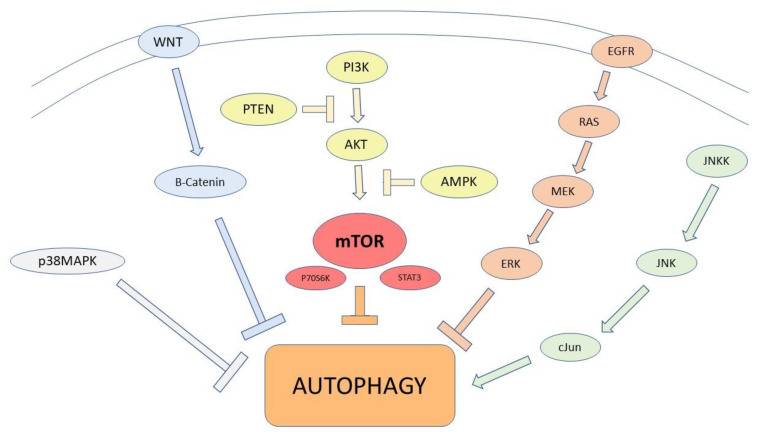 WNT
EGFR
PI3K
PTEN
RAS
AKT
JNKK
B-Catenin
AMPK
MEK
mTOR
p38MAPK
ERK
JNK
P70S6K
STAT3
cJun
AUTOPHAGY